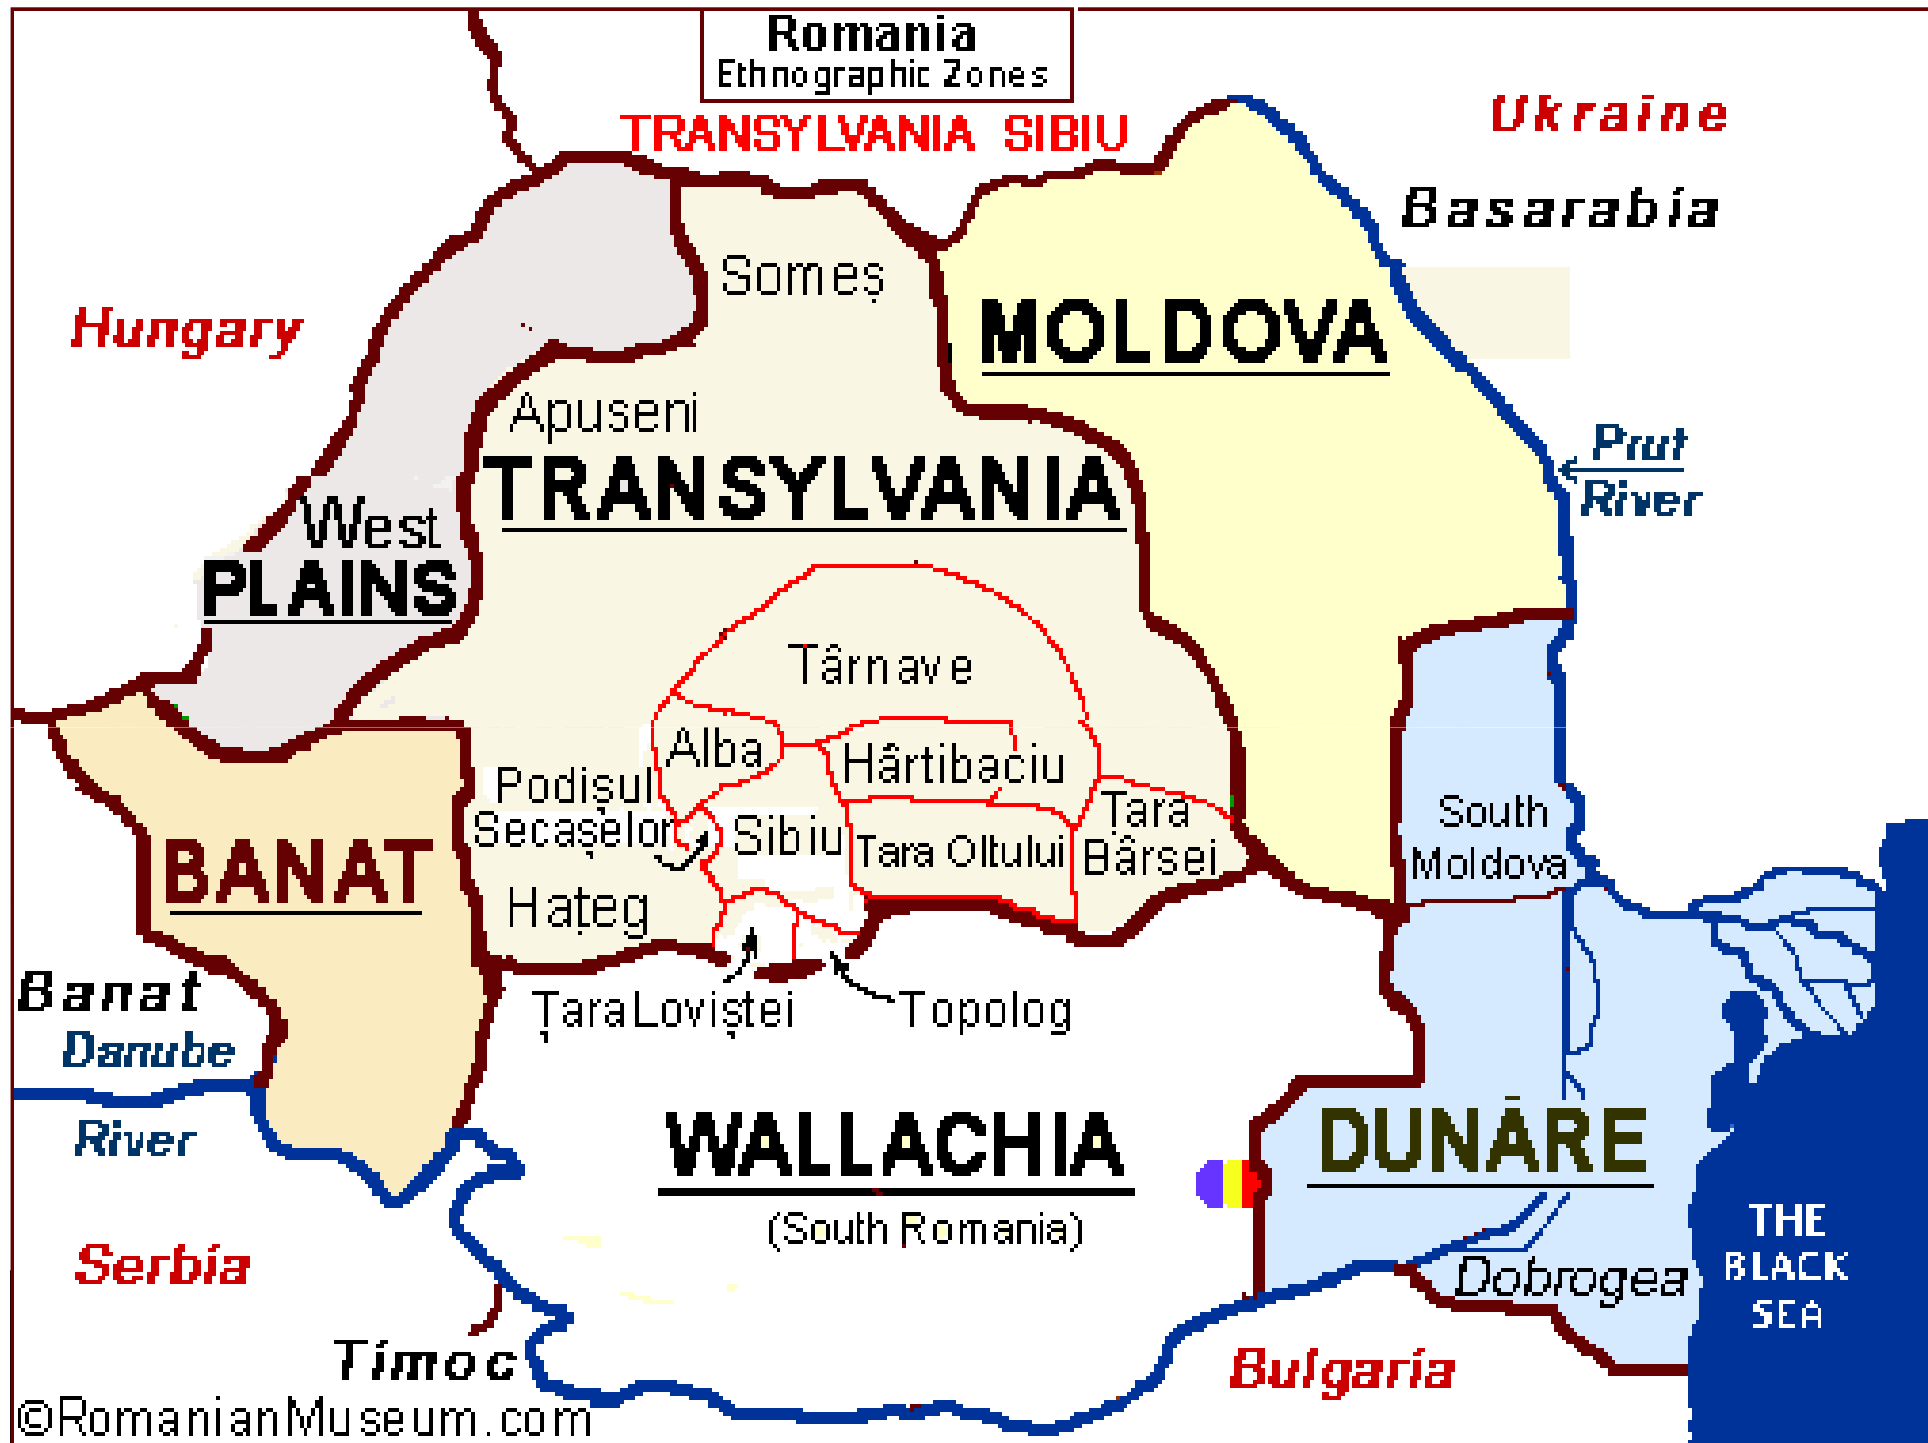 Romania
Ethnographic Zones
TRANSYLVANIA SIBIU
Ukraine
Basarabia
Someș
Hungary
MOLDOVA
Apuseni
Prut
River
TRANSYLVANIA
West
PLAINS
Târnave
Alba
Hârtibaciu
Podișul
Secașelor
Sibiu
Tara Oltului
Țara
Bârsei
South
Moldova
BANAT
Hațeg
Banat
Danube
River
Țara Loviștei
Topolog
WALLACHIA
(South Romania)
DUNĂRE
THE
BLACK
SEA
Serbia
Dobrogea
Timoc
Bulgaria
©RomanianMuseum.com